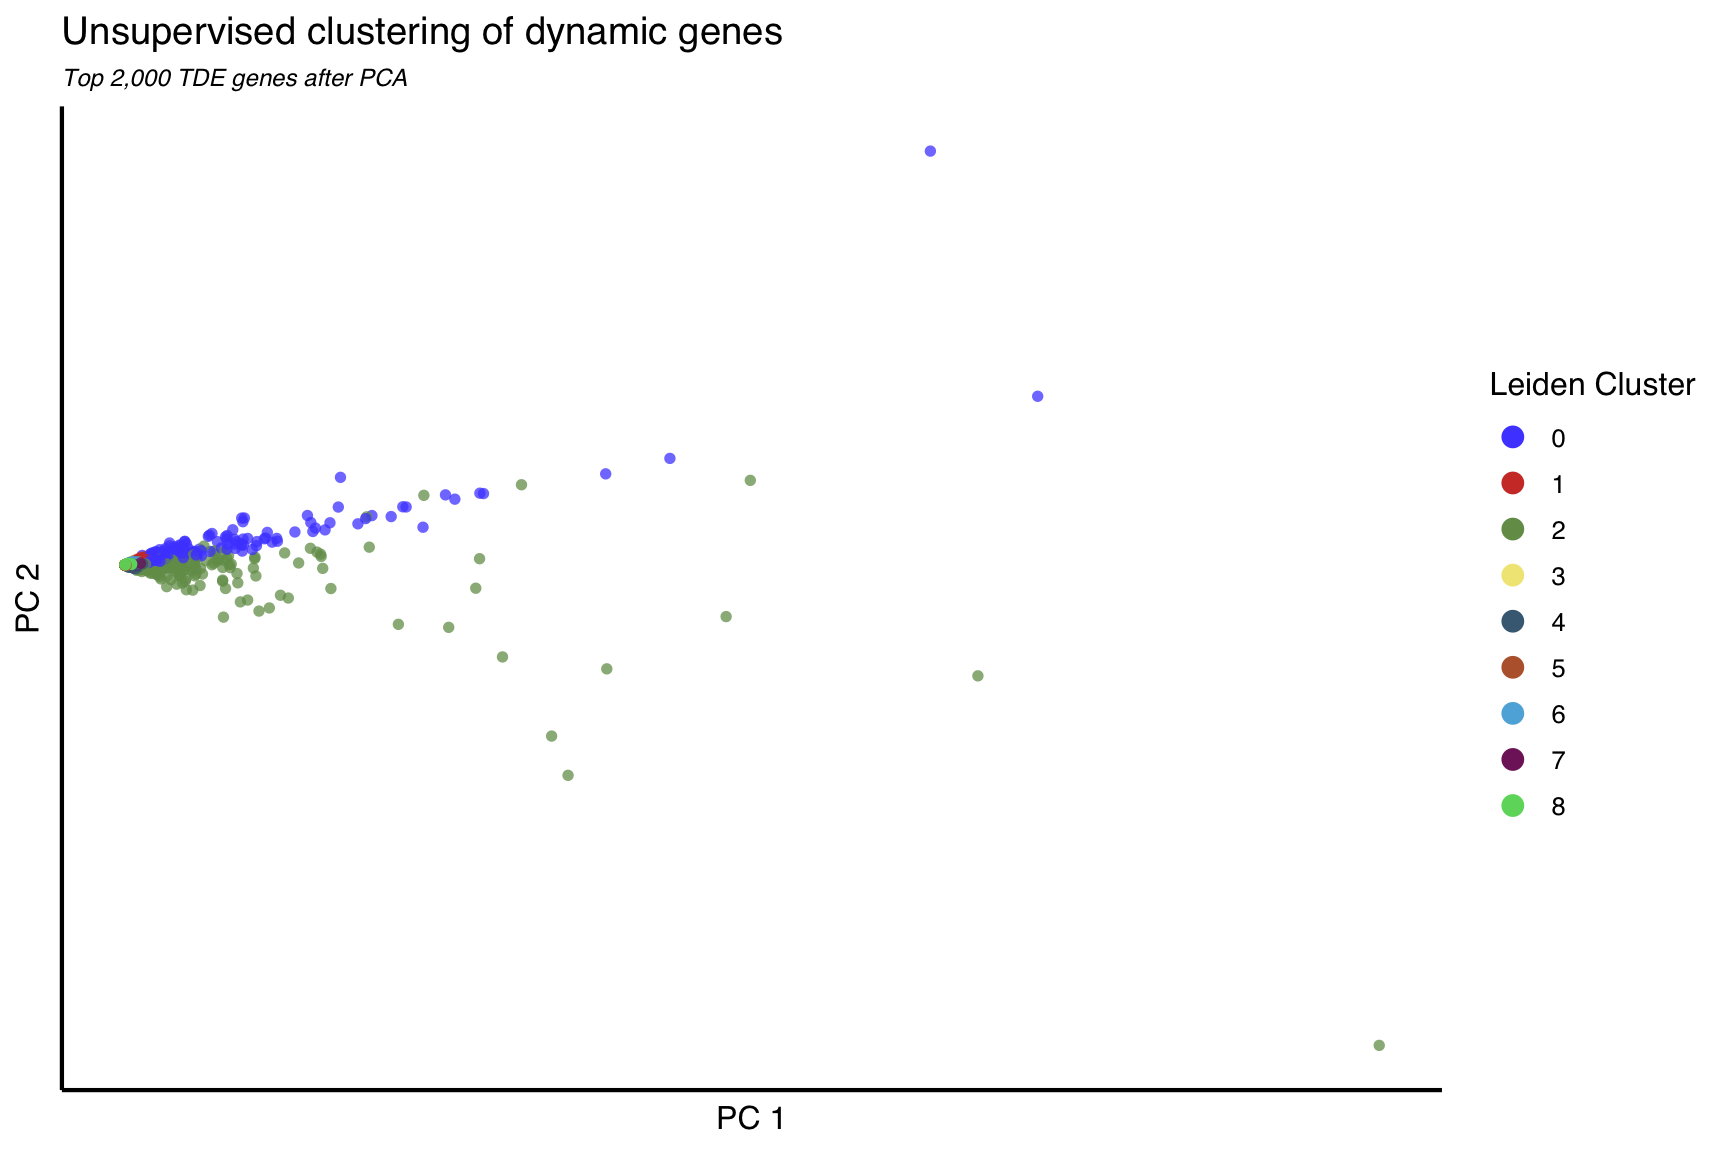 Unsupervised clustering of dynamic genes
Top 2,000 TDE genes after PCA
PC 2
PC 1
Leiden Cluster
0
1
2
3
4
5
6
7
8